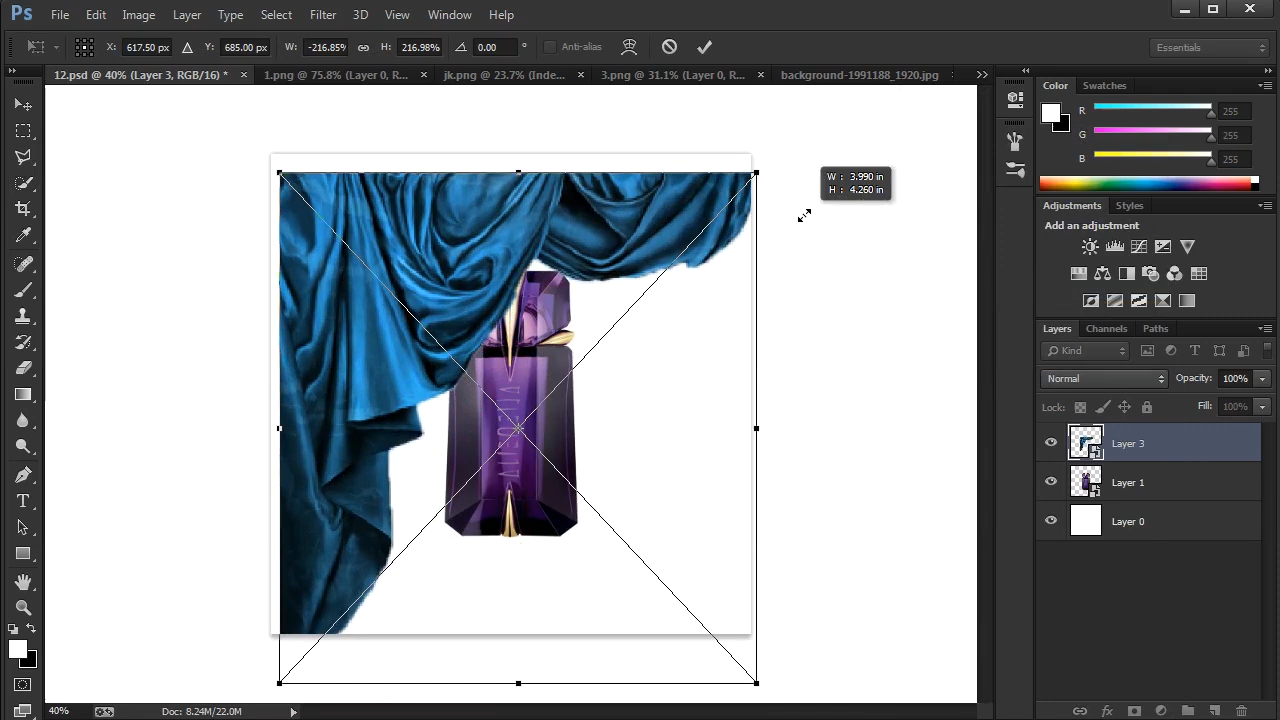 Ps File Edit Image Layer Type Select Filter 3D View Window Help
X: 617.50 px Y: 685.00 px W: -216.85% H: 216.98% 0.00 ° Anti-alias Essentials
12.psd @ 40% (Layer 3, RGB/16) * × 1.png @ 75.8% (Layer 0, R... × jk.png @ 23.7% (Inde... × 3.png @ 31.1% (Layer 0, R... × background-1991188_1920.jpg
Color Swatches
R 255
G 255
B 255
W : 3.990 in
H : 4.260 in
Adjustments Styles
Add an adjustment
Layers Channels Paths
Kind
Normal Opacity: 100%
Lock: Fill: 100%
Layer 3
Layer 1
Layer 0
40% Doc: 8.24M/22.0M